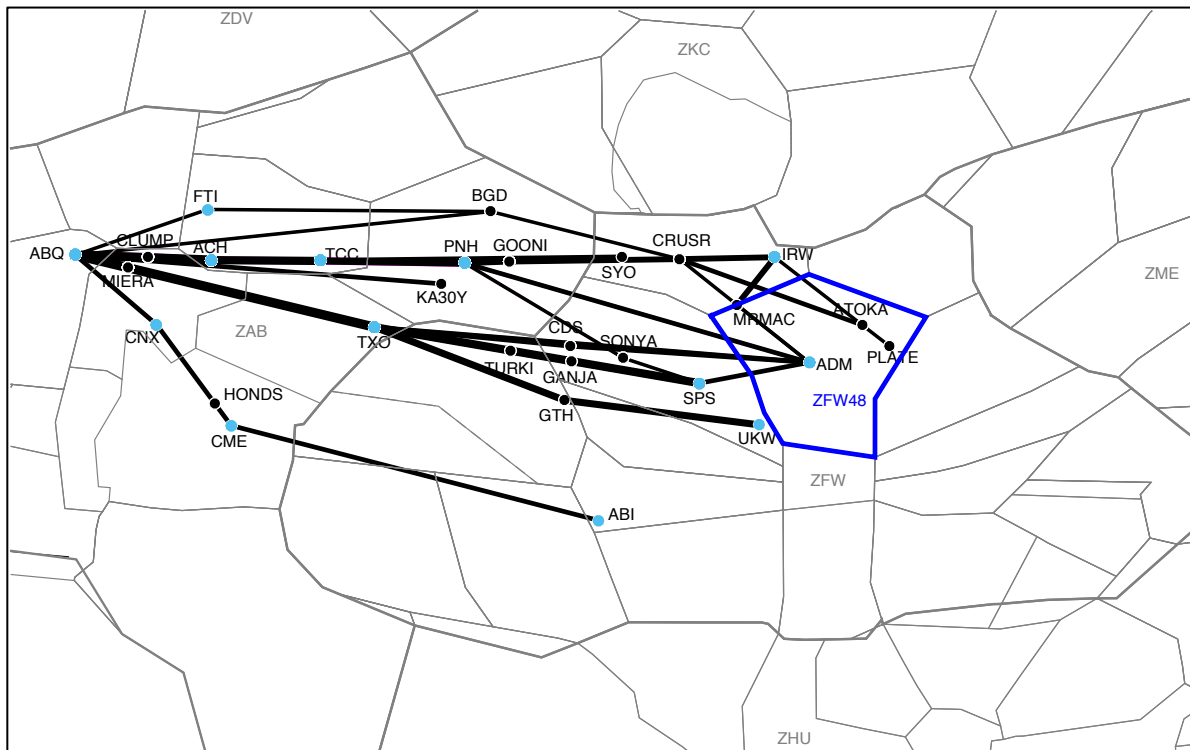 ZDV
ZKC
FTI
BGD
ABQ
CLUMP
ACH
TCC
PNH
GOONI
SYO
CRUSR
IRW
MIERA
KA30Y
ZME
MRMAC
ATOKA
ZAB
CNX
TXO
CDS
SONYA
PLATE
TURKI
GANJA
ADM
HONDS
GTH
SPS
ZFW48
CME
UKW
ZFW
ABI
ZHU